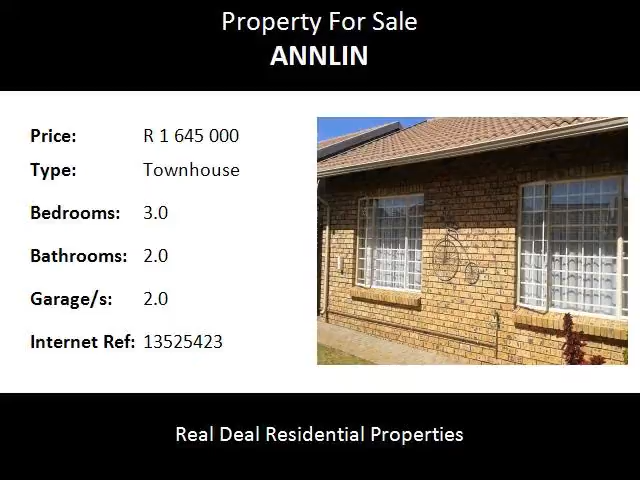 Property For Sale
ANNLIN
Price: R 1 645 000
Type: Townhouse
Bedrooms: 3.0
Bathrooms: 2.0
Garage/s: 2.0
Internet Ref: 13525423
Real Deal Residential Properties